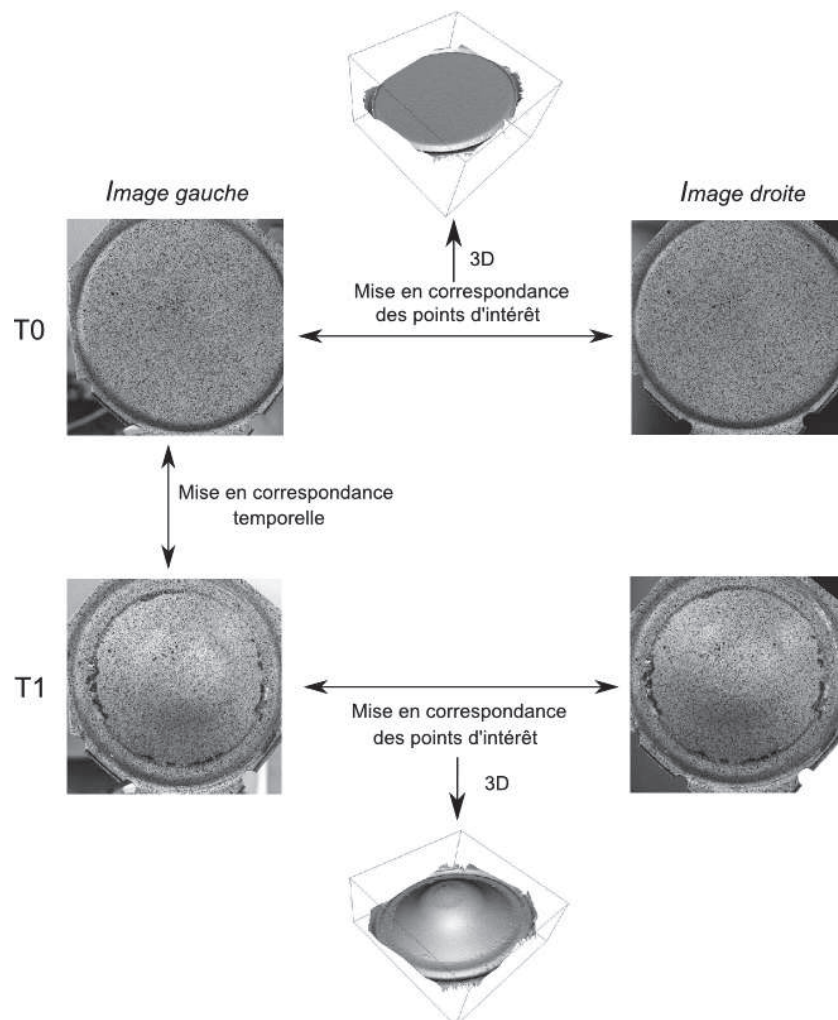 Image gauche
Image droite
3D
Mise en correspondance
des points d'intérêt
T0
Mise en correspondance
temporelle
T1
Mise en correspondance
des points d'intérêt
3D